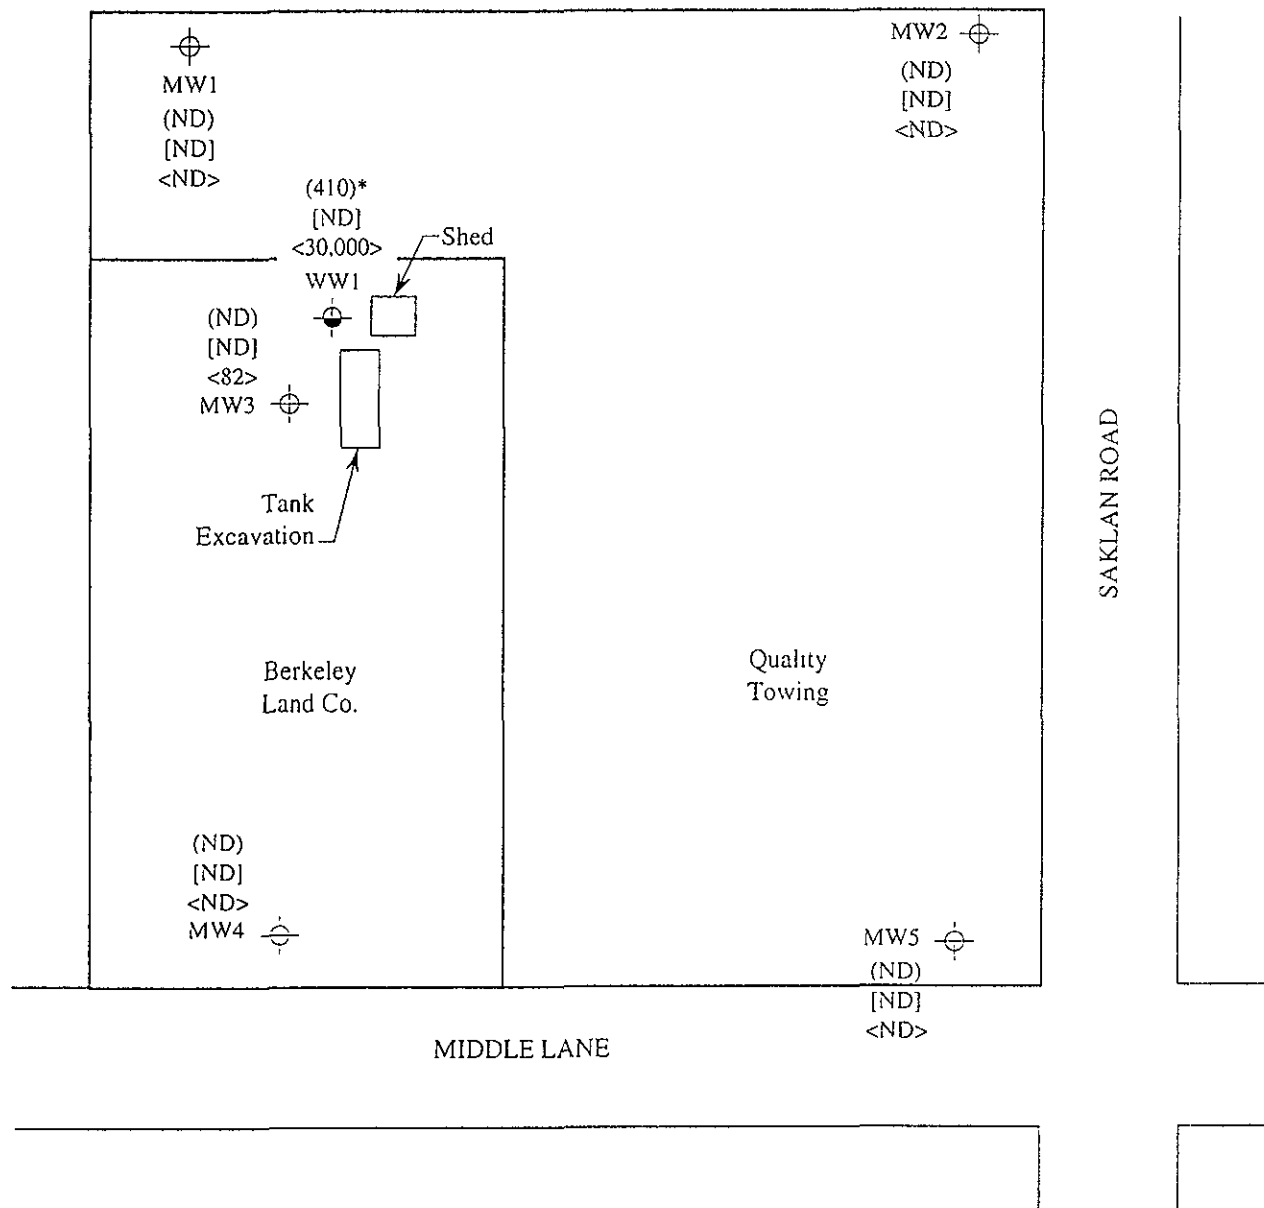 MW2
(ND)
[ND]
<ND>
MW1
(ND)
[ND]
<ND>
(410)*
[ND]
<30,000>
WW1
Shed
(ND)
[ND]
<82>
MW3
Tank
Excavation
SAKLAN ROAD
Berkeley
Land Co.
Quality
Towing
(ND)
[ND]
<ND>
MW4
MW5
(ND)
[ND]
<ND>
MIDDLE LANE